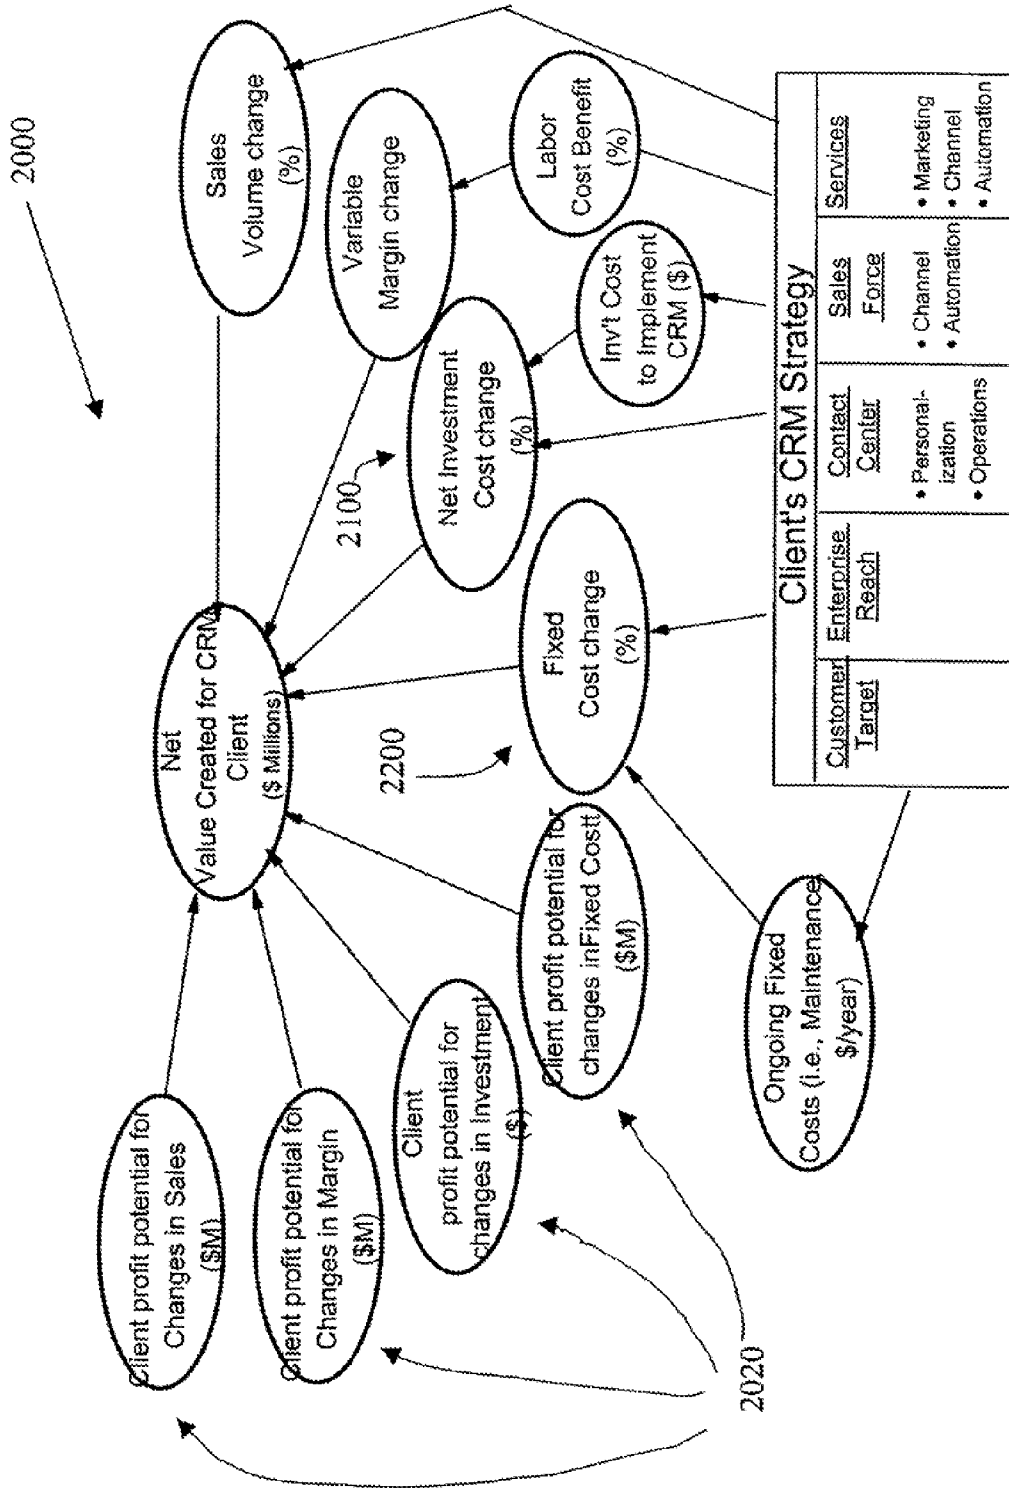 2000
Client profit potential for
Changes in Sales
($M)
Net
Value Created for CRM
Client
($ Millions)
Sales
Volume change
(%)
Client profit potential for
Changes in Margin
($M)
Variable
Margin change
2100
Client
profit potential for
changes in Investment
($)
Net Investment
Cost change
(%)
2200
Client profit potential for
changes inFixed Costt
($M)
Fixed
Cost change
(%)
Inv't Cost
to Implement
CRM ($)
Labor
Cost Benefit
(%)
2020
Ongoing Fixed
Costs (i.e., Maintenance
$/year)
Client's CRM Strategy
Customer
Target
Enterprise
Reach
Contact
Center
• Personal-
ization
• Operations
Sales
Force
• Channel
• Automation
Services
• Marketing
• Channel
• Automation